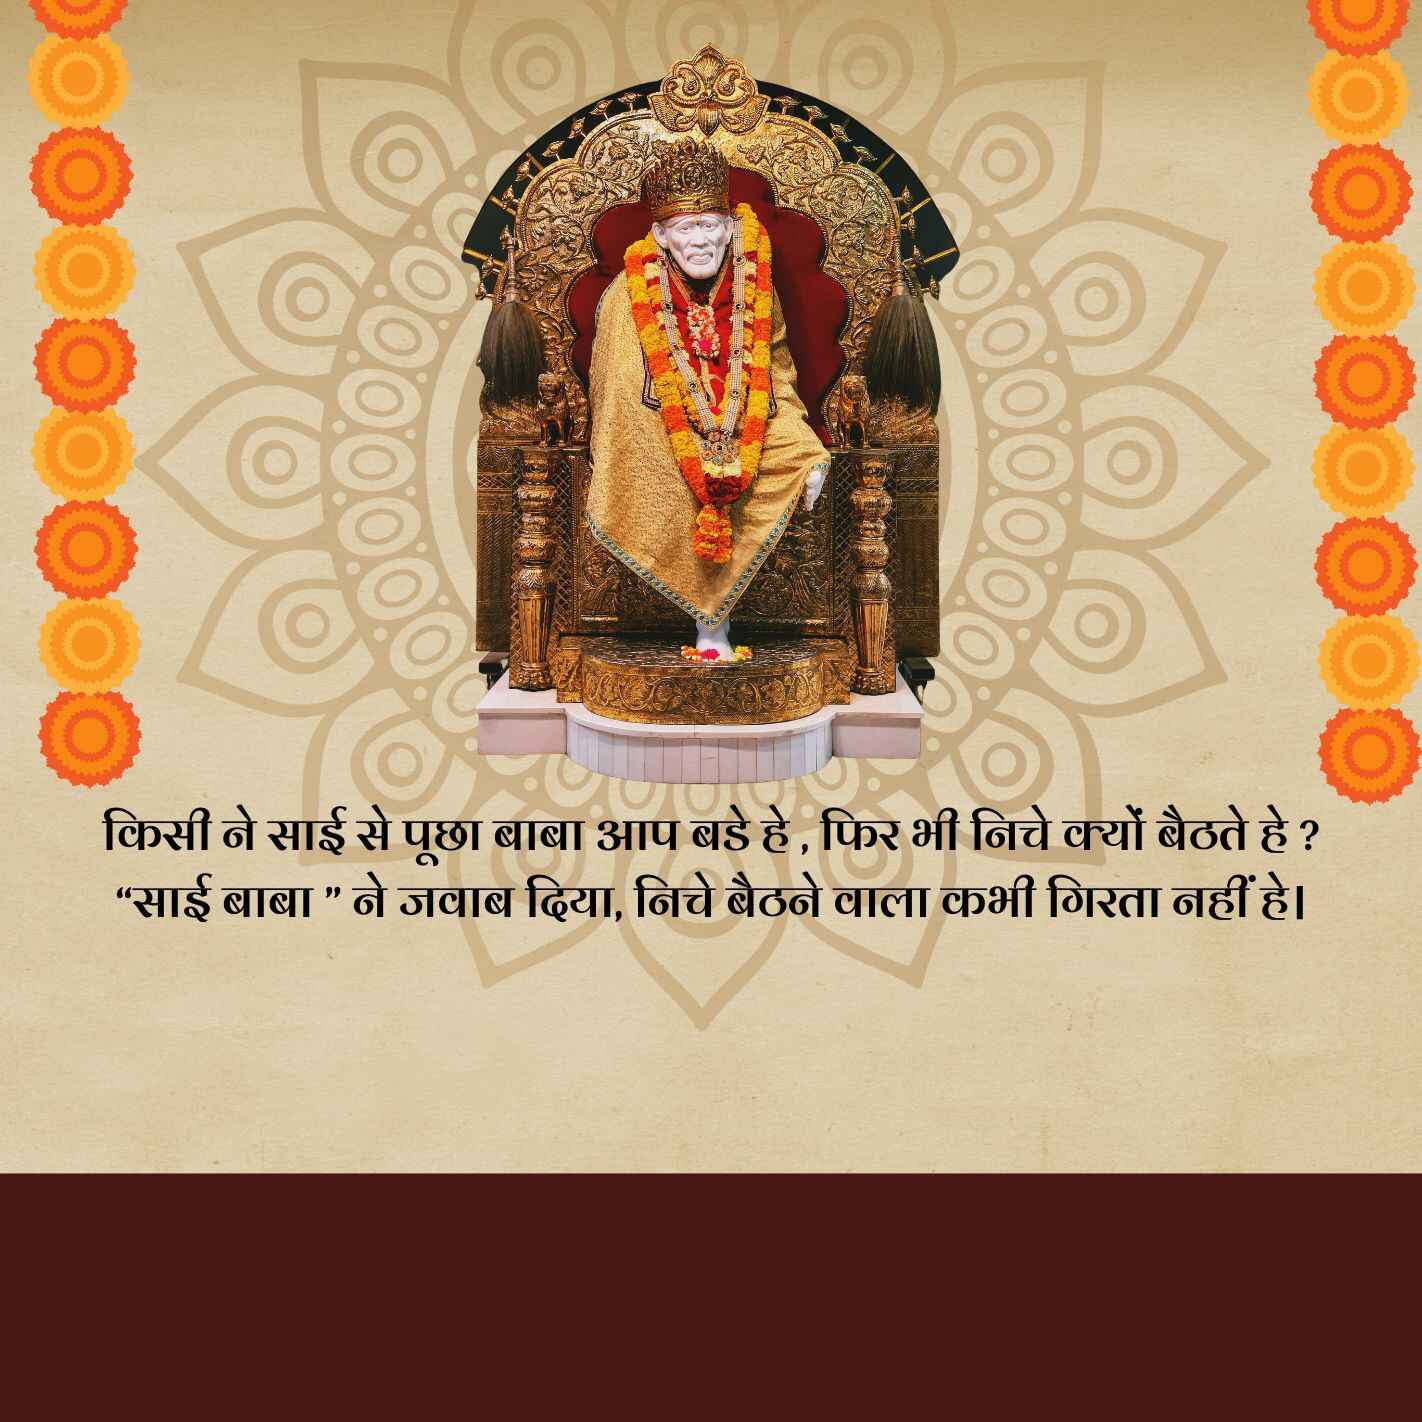 किसी ने साई से पूछा बाबा आप बडे हे , फिर भी निचे क्यों बैठते हे ?
“साई बाबा ” ने जवाब दिया, निचे बैठने वाला कभी गिरता नहीं हे।